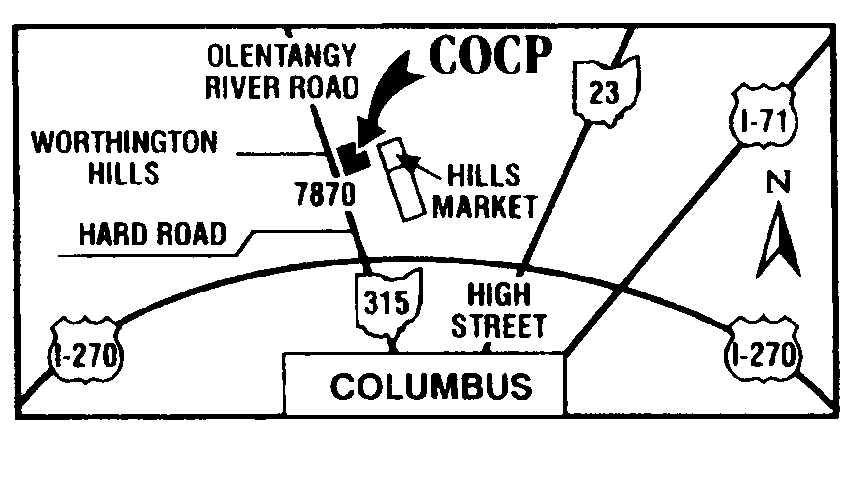 OLENTANGY
RIVER ROAD
COCP
23
I-71
WORTHINGTON
HILLS
7870
HILLS
MARKET
N
HARD ROAD
315
HIGH
STREET
I-270
I-270
COLUMBUS